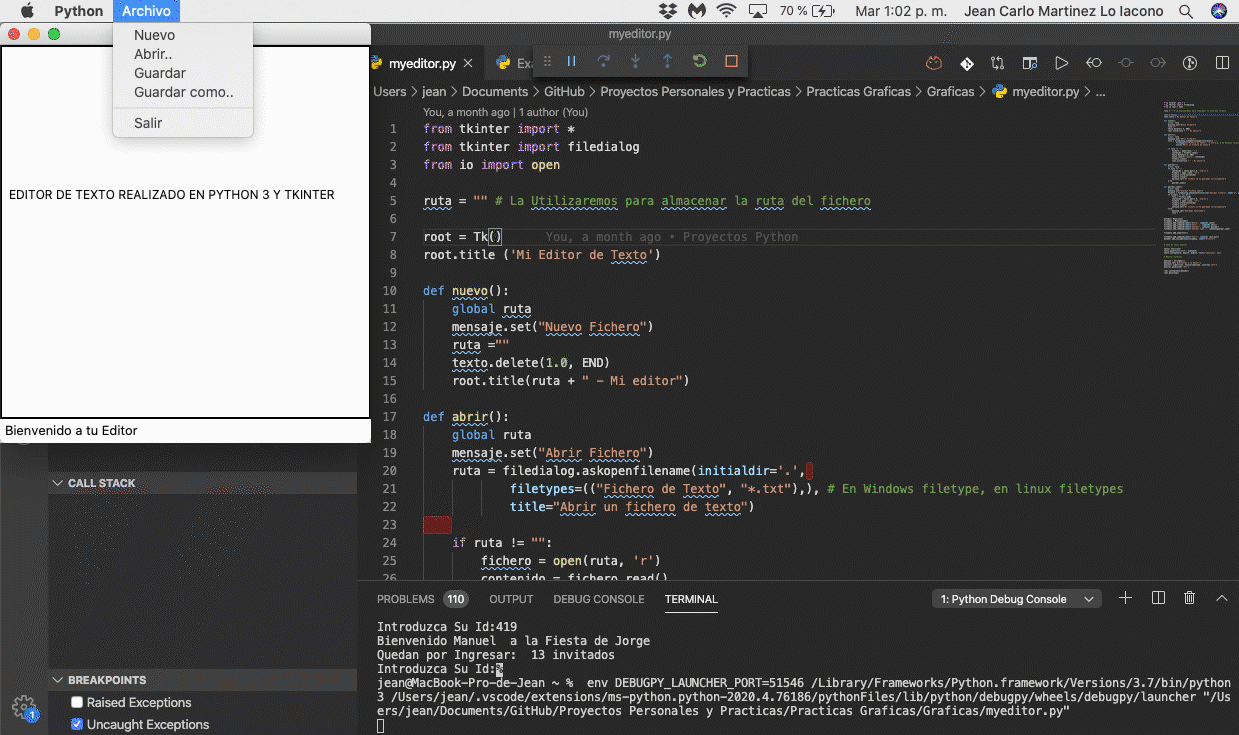 Python Archivo 70 % Mar 1:02 p. m. Jean Carlo Martinez Lo Iacono
Nuevo
Abrir..
Guardar
Guardar como..
Salir
EDITOR DE TEXTO REALIZADO EN PYTHON 3 Y TKINTER
Bienvenido a tu Editor
myeditor.py
myeditor.py Ex
Users > jean > Documents > GitHub > Proyectos Personales y Practicas > Practicas Graficas > Graficas > myeditor.py > ...
You, a month ago | 1 author (You)
1 from tkinter import *
2 from tkinter import filedialog
3 from io import open
4
5 ruta = "" # La Utilizaremos para almacenar la ruta del fichero
6
7 root = Tk() You, a month ago • Proyectos Python
8 root.title ('Mi Editor de Texto')
9
10 def nuevo():
11 global ruta
12 mensaje.set("Nuevo Fichero")
13 ruta =""
14 texto.delete(1.0, END)
15 root.title(ruta + " - Mi editor")
16
17 def abrir():
18 global ruta
19 mensaje.set("Abrir Fichero")
20 ruta = filedialog.askopenfilename(initialdir='.',
21 filetypes=(("Fichero de Texto", "*.txt"),), # En Windows filetype, en linux filetypes
22 title="Abrir un fichero de texto")
23
24 if ruta != "":
25 fichero = open(ruta, 'r')
26 contenido = fichero.read()
CALL STACK
BREAKPOINTS
Raised Exceptions
Uncaught Exceptions
1
PROBLEMS 110 OUTPUT DEBUG CONSOLE TERMINAL 1: Python Debug Console
Introduzca Su Id:419
Bienvenido Manuel  a la Fiesta de Jorge
Quedan por Ingresar:  13 invitados
Introduzca Su Id:%
jean@MacBook-Pro-de-Jean ~ %  env DEBUGPY_LAUNCHER_PORT=51546 /Library/Frameworks/Python.framework/Versions/3.7/bin/python
3 /Users/jean/.vscode/extensions/ms-python.python-2020.4.76186/pythonFiles/lib/python/debugpy/wheels/debugpy/launcher "/Us
ers/jean/Documents/GitHub/Proyectos Personales y Practicas/Practicas Graficas/Graficas/myeditor.py"